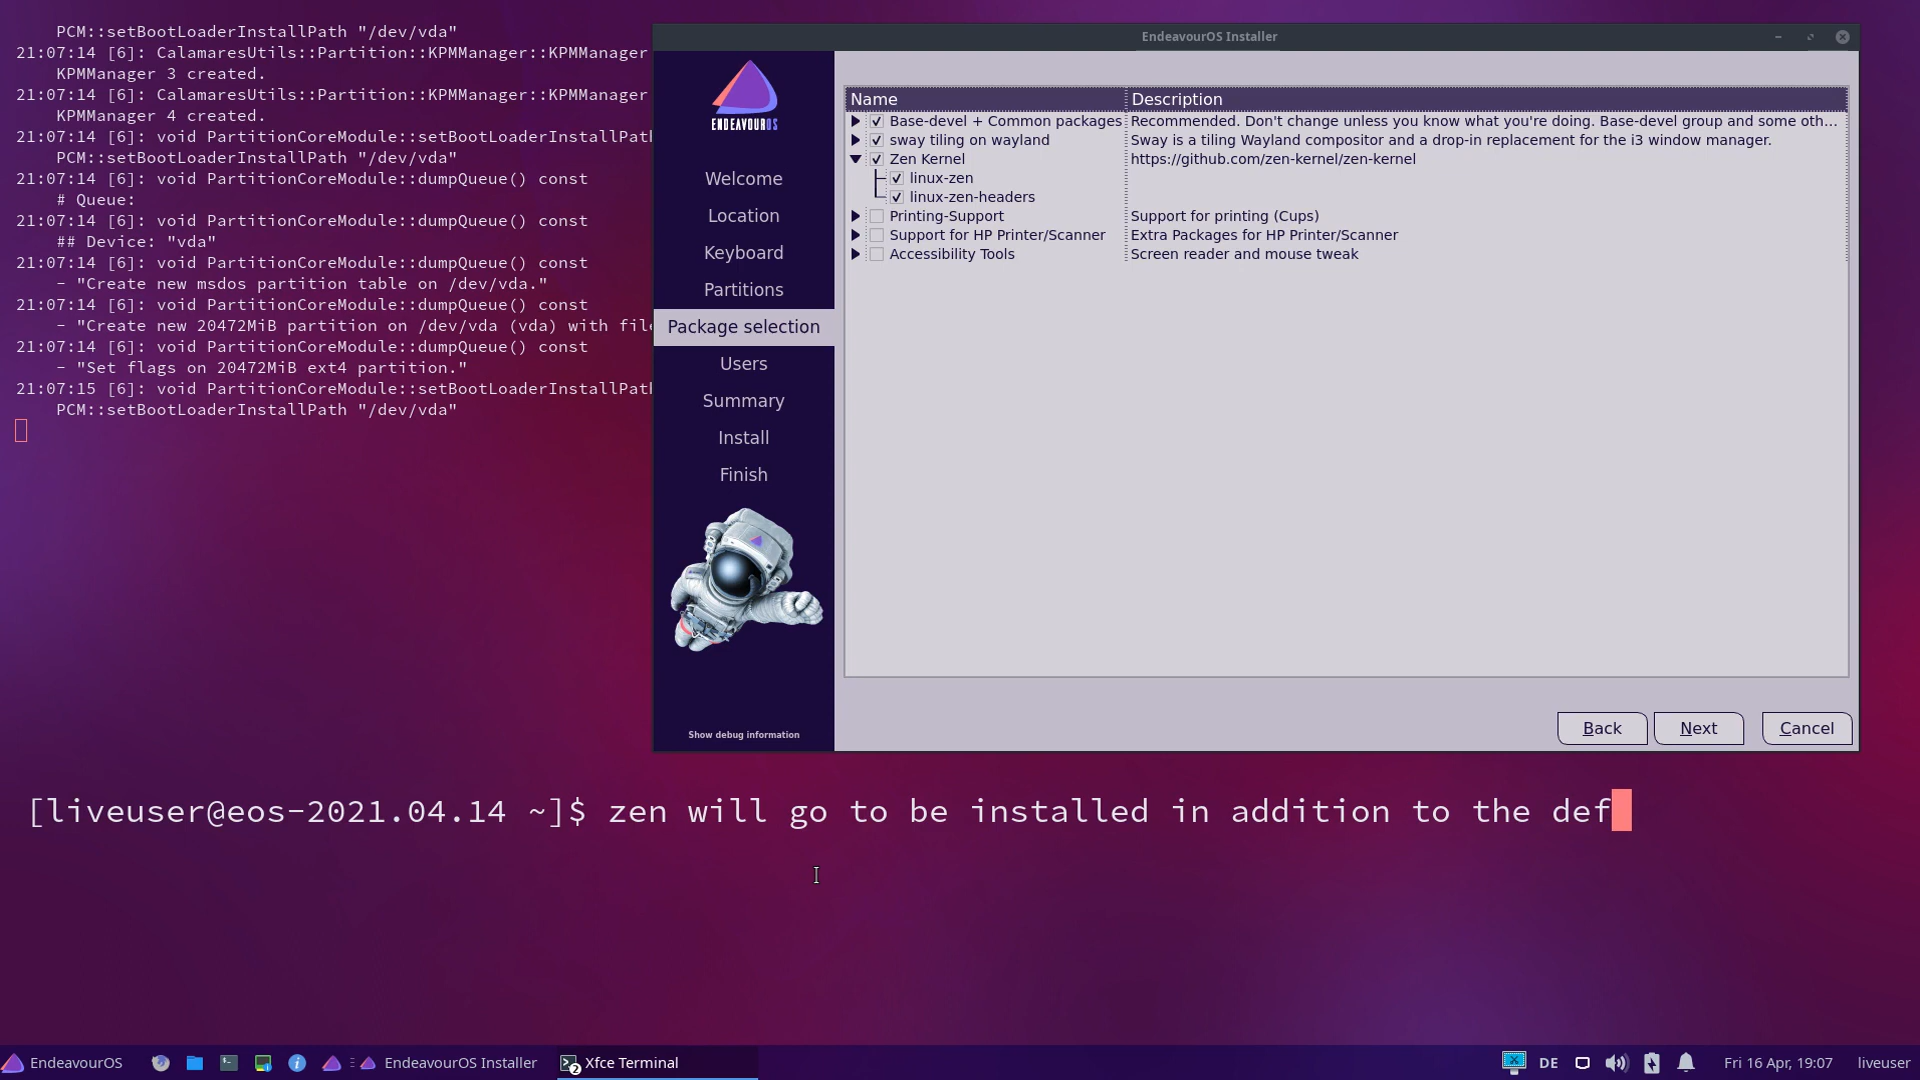 PCM::setBootLoaderInstallPath "/dev/vda"
21:07:14 [6]: CalamaresUtils::Partition::KPMManager::KPMManager
KPMManager 3 created.
21:07:14 [6]: CalamaresUtils::Partition::KPMManager::KPMManager
KPMManager 4 created.
21:07:14 [6]: void PartitionCoreModule::setBootLoaderInstallPath
PCM::setBootLoaderInstallPath "/dev/vda"
21:07:14 [6]: void PartitionCoreModule::dumpQueue() const
# Queue:
21:07:14 [6]: void PartitionCoreModule::dumpQueue() const
## Device: "vda"
21:07:14 [6]: void PartitionCoreModule::dumpQueue() const
- "Create new msdos partition table on /dev/vda."
21:07:14 [6]: void PartitionCoreModule::dumpQueue() const
- "Create new 20472MiB partition on /dev/vda (vda) with file
21:07:14 [6]: void PartitionCoreModule::dumpQueue() const
- "Set flags on 20472MiB ext4 partition."
21:07:15 [6]: void PartitionCoreModule::setBootLoaderInstallPath
PCM::setBootLoaderInstallPath "/dev/vda"
EndeavourOS Installer
ENDEAVOUROS
Welcome
Location
Keyboard
Partitions
Package selection
Users
Summary
Install
Finish
Show debug information
Name Description
Base-devel + Common packages Recommended. Don't change unless you know what you're doing. Base-devel group and some oth...
sway tiling on wayland Sway is a tiling Wayland compositor and a drop-in replacement for the i3 window manager.
Zen Kernel https://github.com/zen-kernel/zen-kernel
linux-zen
linux-zen-headers
Printing-Support Support for printing (Cups)
Support for HP Printer/Scanner Extra Packages for HP Printer/Scanner
Accessibility Tools Screen reader and mouse tweak
Back Next Cancel
[liveuser@eos-2021.04.14 ~]$ zen will go to be installed in addition to the def
EndeavourOS EndeavourOS Installer 2 Xfce Terminal DE Fri 16 Apr, 19:07 liveuser